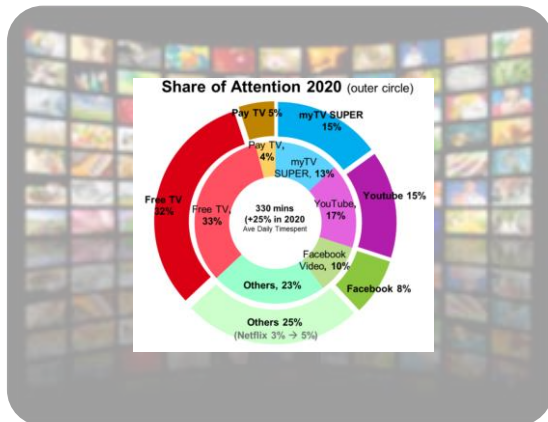 Share of Attention 2020 (outer circle)
Pay TV 5%
myTV SUPER
15%
Pay TV,
4%
myTV
SUPER, 13%
Free TV
32%
Free TV,
33%
330 mins
(+25% in 2020
Ave Daily Timespent
YouTube,
17%
Youtube 15%
Facebook
Video, 10%
Others, 23%
Facebook 8%
Others 25%
(Netflix 3% → 5%)